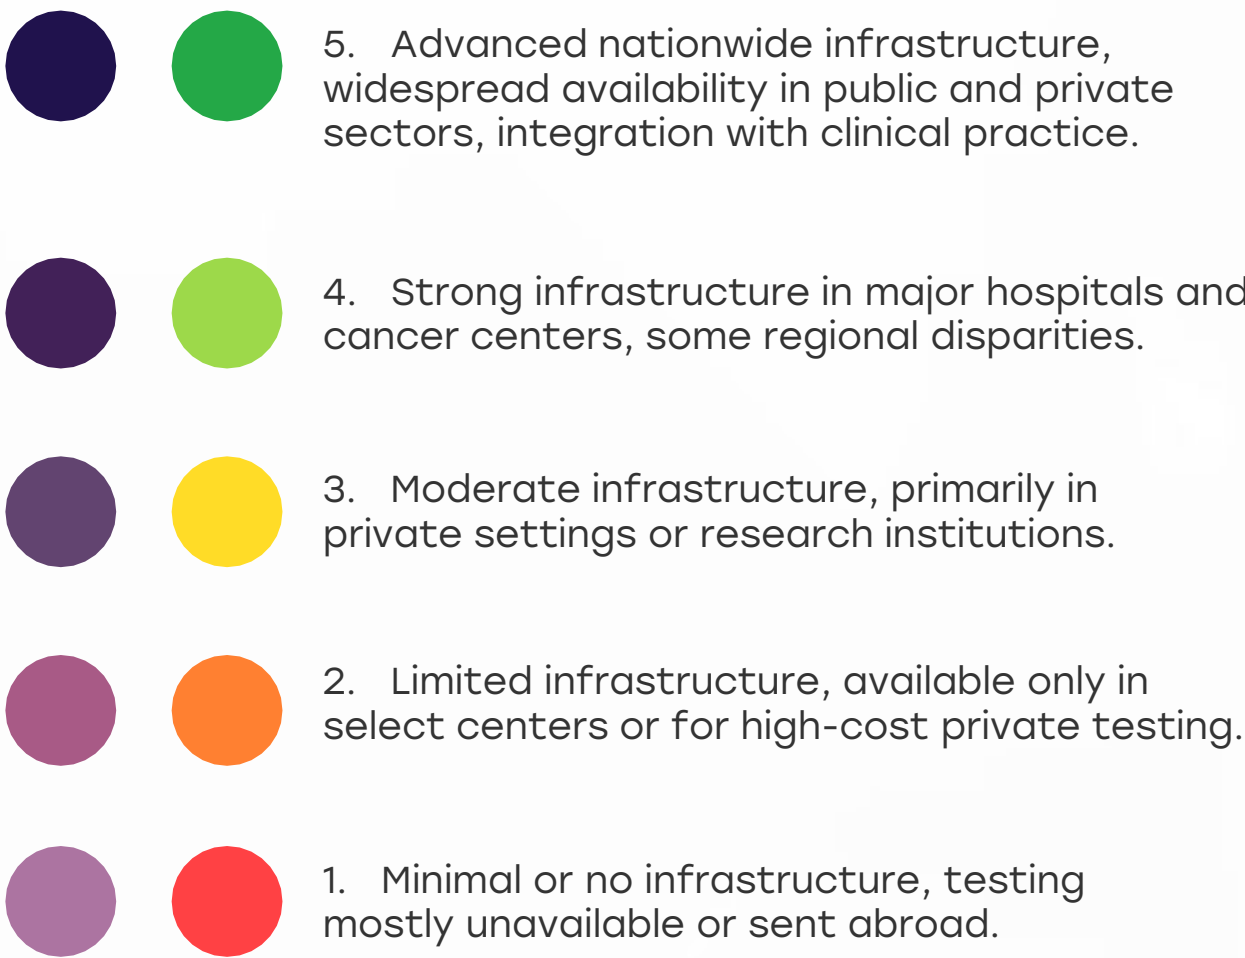 5. Advanced nationwide infrastructure,
widespread availability in public and private
sectors, integration with clinical practice.
4. Strong infrastructure in major hospitals and
cancer centers, some regional disparities.
3. Moderate infrastructure, primarily in
private settings or research institutions.
2. Limited infrastructure, available only in
select centers or for high-cost private testing.
1. Minimal or no infrastructure, testing
mostly unavailable or sent abroad.